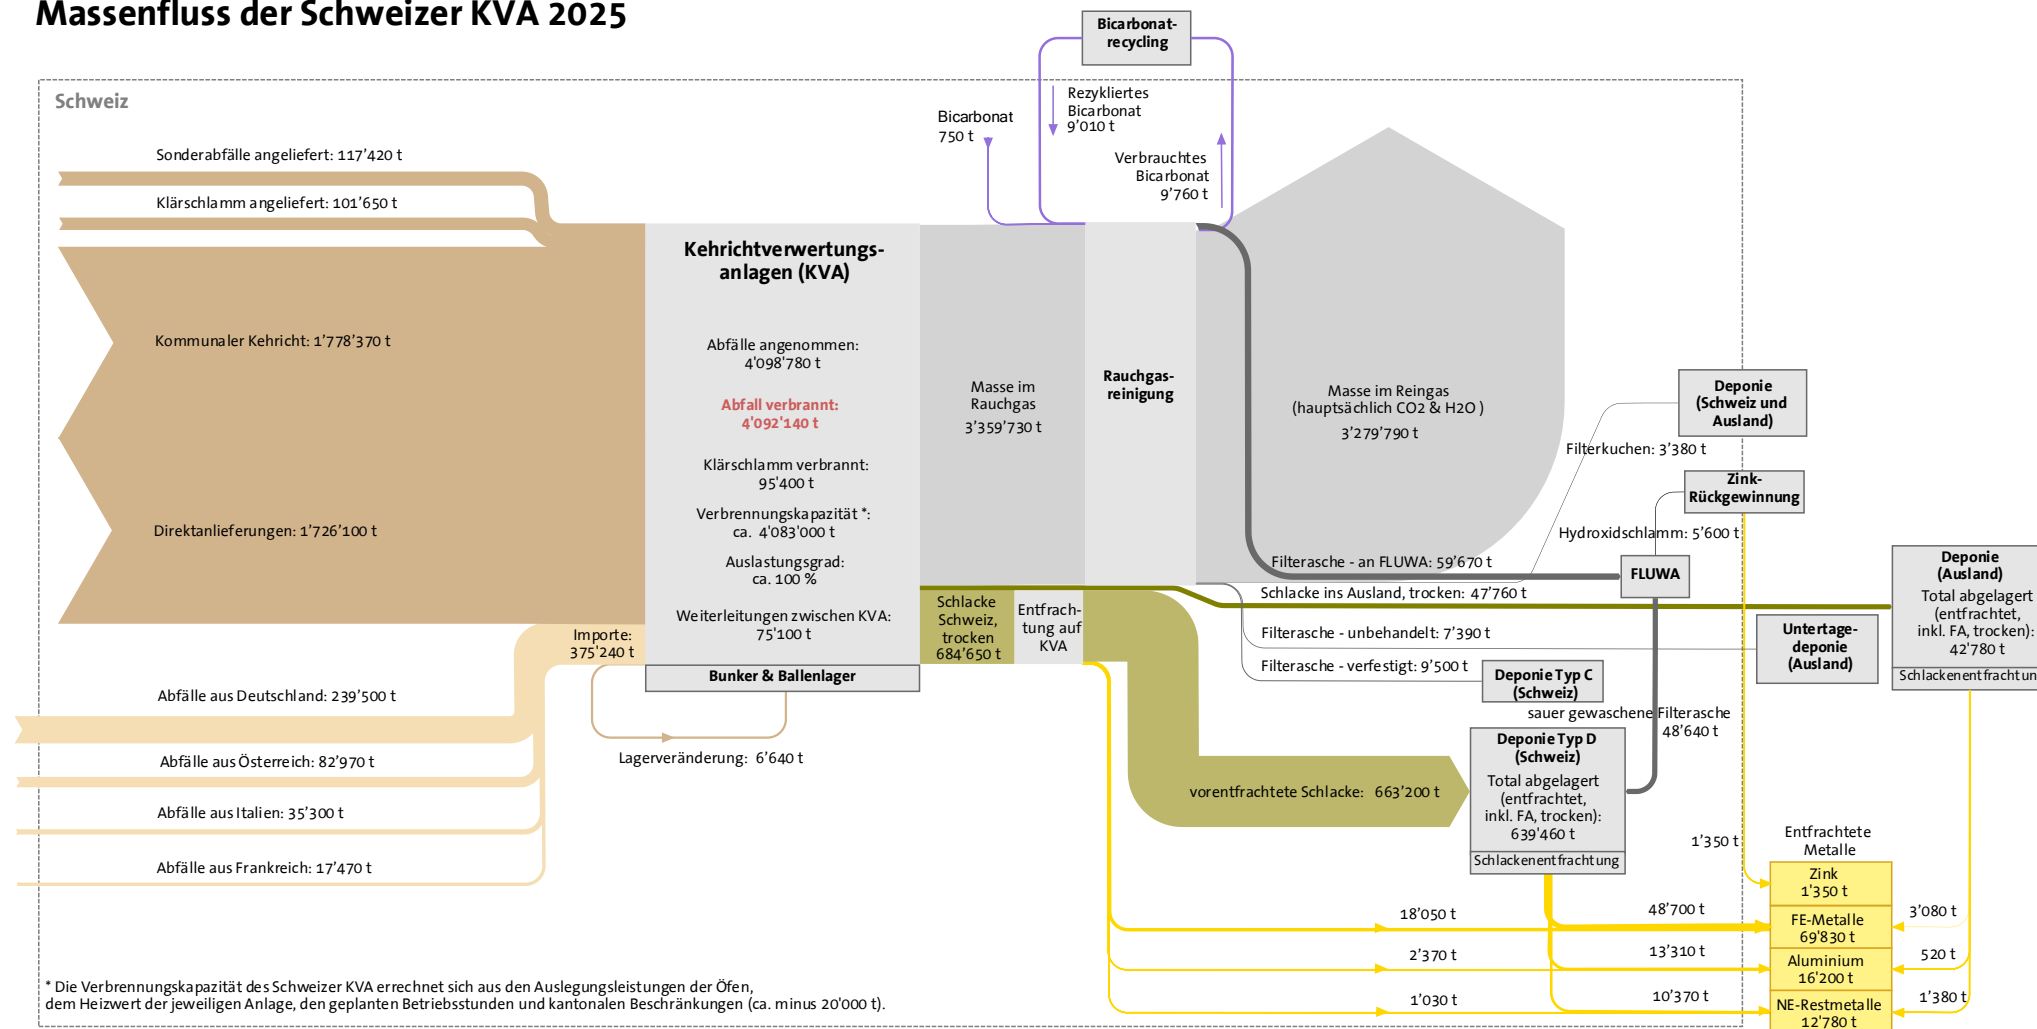 Massenfluss der Schweizer KVA 2025
Schweiz
Bicarbonat-
recycling
Rezykliertes
Bicarbonat
9’010 t
Bicarbonat
750 t
Verbrauchtes
Bicarbonat
9’760 t
Sonderabfälle angeliefert: 117’420 t
Klärschlamm angeliefert: 101’650 t
Kommunaler Kehricht: 1’778’370 t
Direktanlieferungen: 1’726’100 t
Importe:
375'240 t
Abfälle aus Deutschland: 239’500 t
Abfälle aus Österreich: 82’970 t
Abfälle aus Italien: 35’300 t
Abfälle aus Frankreich: 17’470 t
Kehrichtverwertungs-
anlagen (KVA)
Abfälle angenommen:
4'098'780 t
Abfall verbrannt:
4'092'140 t
Klärschlamm verbrannt:
95'400 t
Verbrennungskapazität *:
ca. 4'083'000 t
Auslastungsgrad:
ca. 100 %
Weiterleitungen zwischen KVA:
75'100 t
Bunker & Ballenlager
Lagerveränderung: 6’640 t
Masse im
Rauchgas
3’359’730 t
Rauchgas-
reinigung
Masse im Reingas
(hauptsächlich CO2 & H2O )
3’279’790 t
Schlacke
Schweiz,
trocken
684’650 t
Entfrach-
tung auf
KVA
Filterasche - an FLUWA: 59’670 t
Schlacke ins Ausland, trocken: 47’760 t
Filterasche - unbehandelt: 7’390 t
Filterasche - verfestigt: 9’500 t
Deponie
(Schweiz und
Ausland)
Filterkuchen: 3’380 t
Zink-
Rückgewinnung
Hydroxidschlamm: 5’600 t
FLUWA
Deponie
(Ausland)
Total abgelagert
(entfrachtet,
inkl. FA, trocken):
42'780 t
Schlackenentfrachtun
Untertage-
deponie
(Ausland)
Deponie Typ C
(Schweiz)
sauer gewaschene Filterasche
48’640 t
Deponie Typ D
(Schweiz)
Total abgelagert
(entfrachtet,
inkl. FA, trocken):
639'460 t
Schlackenentfrachtung
vorentfrachtete Schlacke: 663’200 t
1’350 t
Entfrachtete
Metalle
Zink
1'350 t
18’050 t
48’700 t
FE-Metalle
69’830 t
3’080 t
2’370 t
13’310 t
Aluminium
16’200 t
520 t
1’030 t
10’370 t
NE-Restmetalle
12’780 t
1’380 t
* Die Verbrennungskapazität des Schweizer KVA errechnet sich aus den Auslegungsleistungen der Öfen,
dem Heizwert der jeweiligen Anlage, den geplanten Betriebsstunden und kantonalen Beschränkungen (ca. minus 20'000 t).